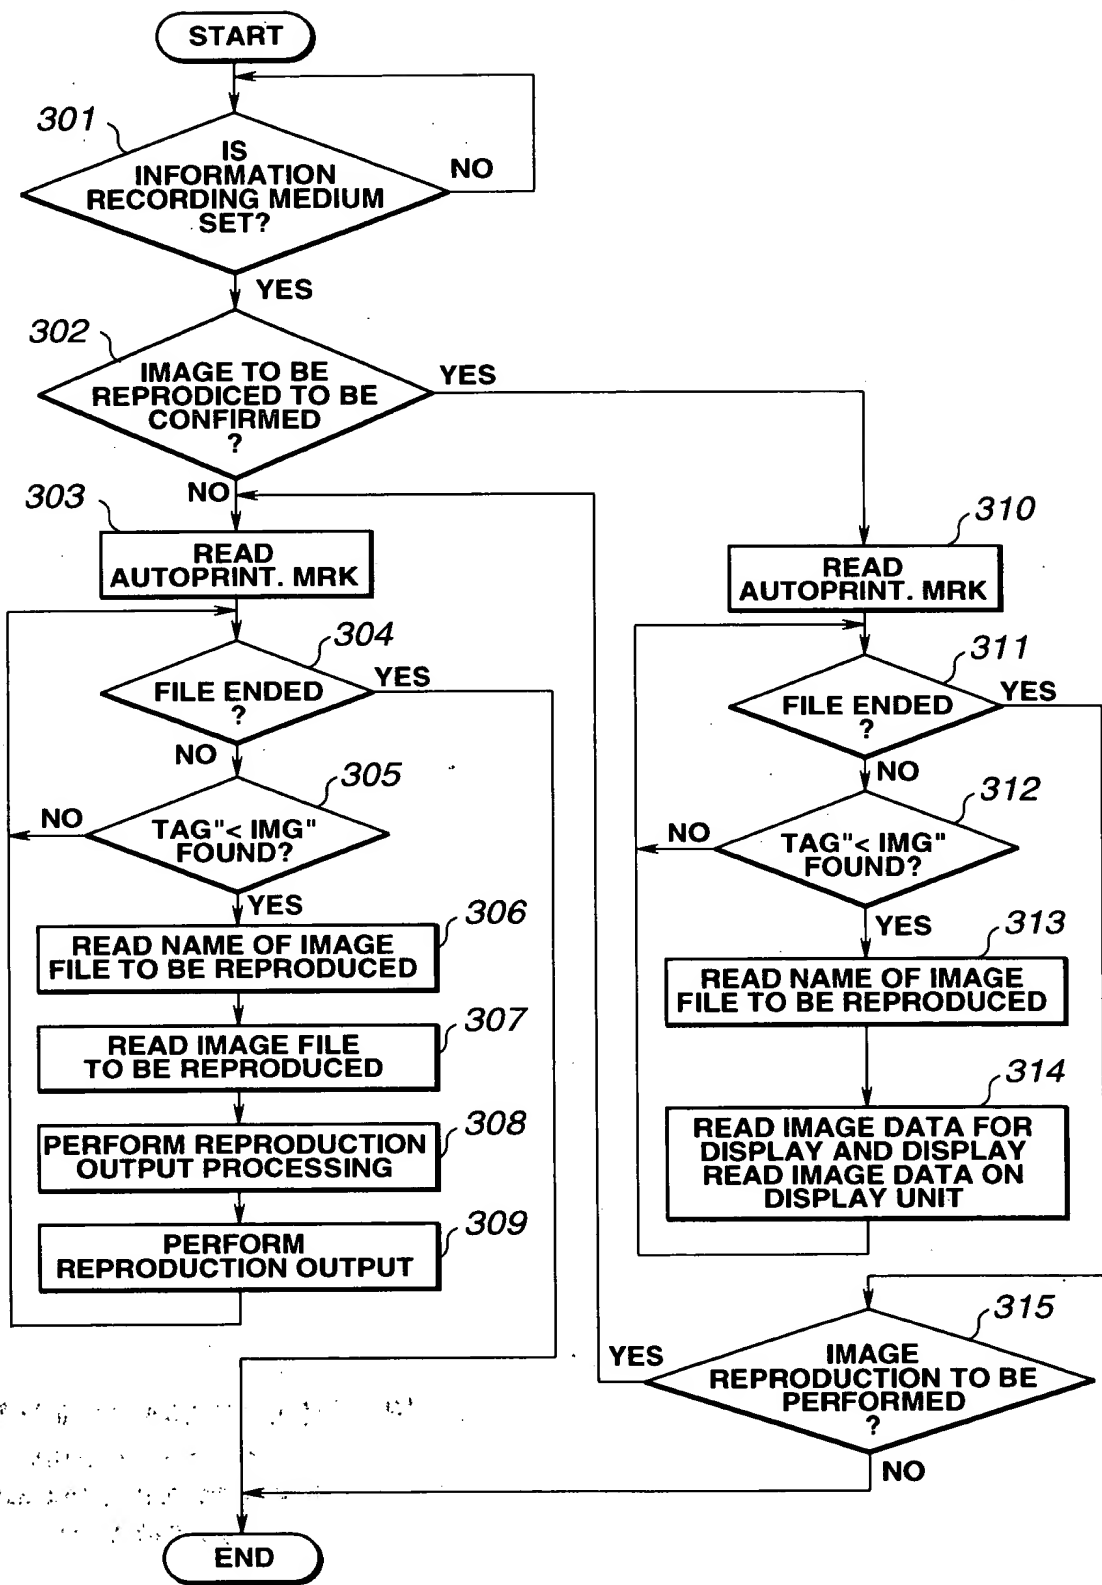 START
301
IS
INFORMATION
RECORDING MEDIUM
SET?
NO
YES
302
IMAGE TO BE
REPRODICED TO BE
CONFIRMED
?
YES
NO
303
READ
AUTOPRINT. MRK
304
FILE ENDED
?
YES
NO
305
TAG"< IMG"
FOUND?
NO
YES
306
READ NAME OF IMAGE
FILE TO BE REPRODUCED
307
READ IMAGE FILE
TO BE REPRODUCED
308
PERFORM REPRODUCTION
OUTPUT PROCESSING
309
PERFORM
REPRODUCTION OUTPUT
310
READ
AUTOPRINT. MRK
311
FILE ENDED
?
YES
NO
312
TAG"< IMG"
FOUND?
NO
YES
313
READ NAME OF IMAGE
FILE TO BE REPRODUCED
314
READ IMAGE DATA FOR
DISPLAY AND DISPLAY
READ IMAGE DATA ON
DISPLAY UNIT
315
IMAGE
REPRODUCTION TO BE
PERFORMED
?
YES
NO
END